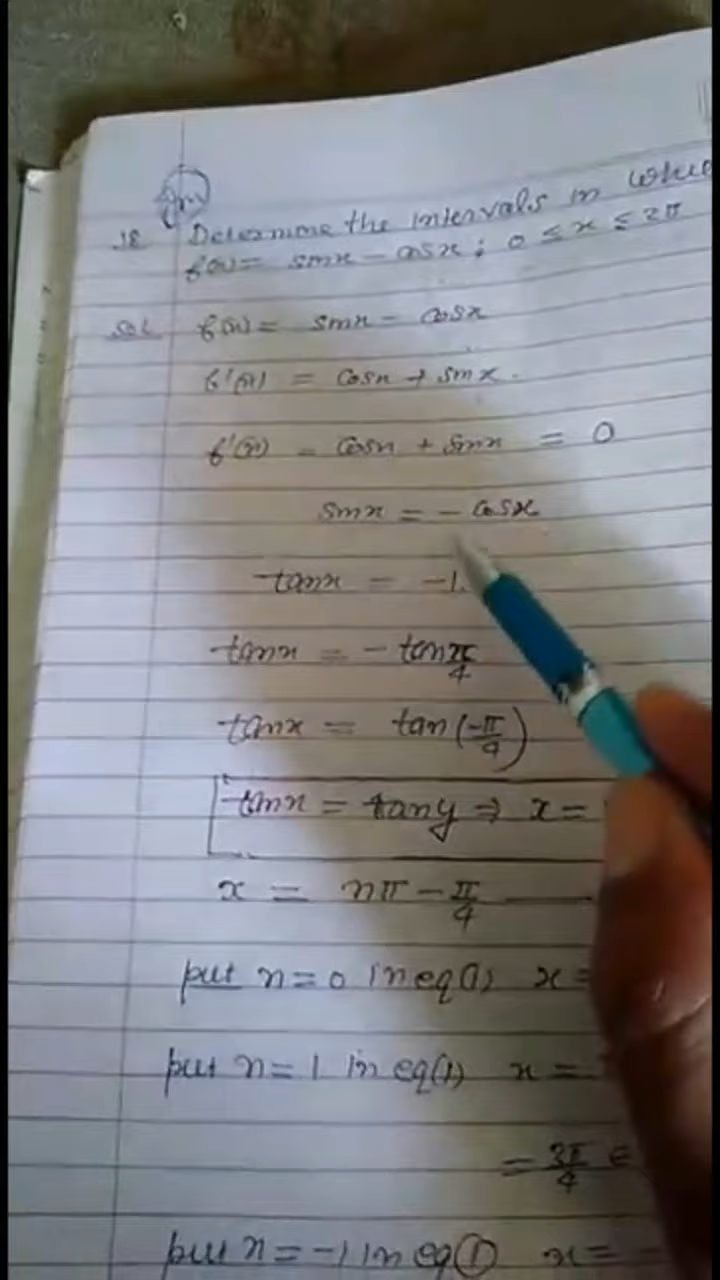 18 Determine the intervals in
f(x) = sinx - cosx ; 0 ≤ x ≤ 2π
Sol f(x) = sinx - cosx
f'(x) = cosx + sinx.
f'(x) = cosx + sinx = 0
sinx = - cosx
tanx = -1.
tanx = - tan π/4
tanx = tan(-π/4)
tanx = tany ⇒ x =
x = nπ - π/4
put n = 0 in eq(1) x =
put n = 1 in eq(1) x =
= 3π/4 ∈
put n = -1 in eq(1) x = -